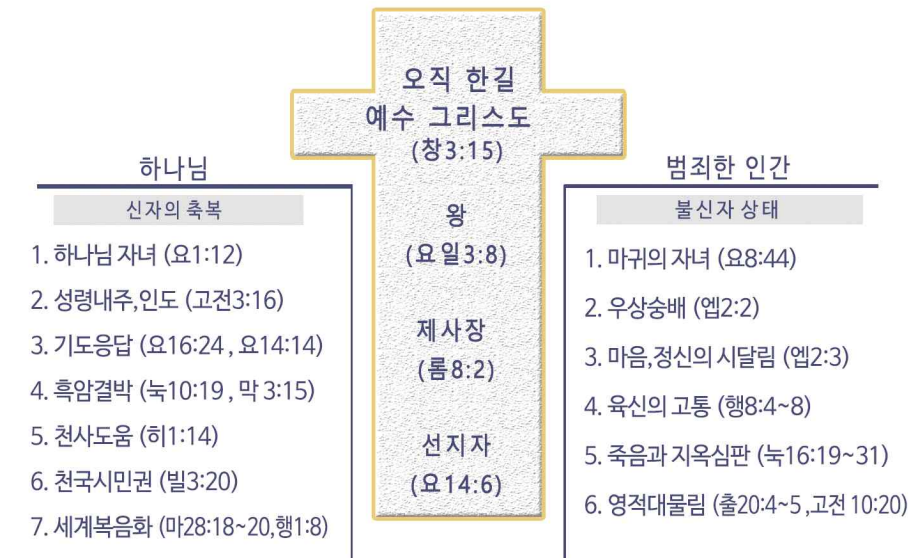 오직 한길
예수 그리스도
(창3:15)
왕
(요일3:8)
제사장
(롬8:2)
선지자
(요14:6)
하나님
신자의 축복
1. 하나님 자녀 (요1:12)
2. 성령내주,인도 (고전3:16)
3. 기도응답 (요16:24 , 요14:14)
4. 흑암결박 (눅10:19 , 막 3:15)
5. 천사도움 (히1:14)
6. 천국시민권 (빌3:20)
7. 세계복음화 (마28:18~20,행1:8)
범죄한 인간
불신자 상태
1. 마귀의 자녀 (요8:44)
2. 우상숭배 (엡2:2)
3. 마음,정신의 시달림 (엡2:3)
4. 육신의 고통 (행8:4~8)
5. 죽음과 지옥심판 (눅16:19~31)
6. 영적대물림 (출20:4~5 ,고전 10:20)